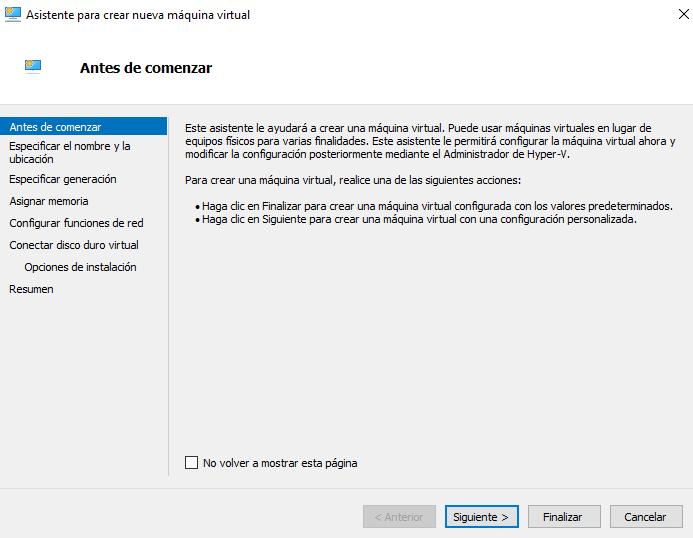 Asistente para crear nueva máquina virtual
Antes de comenzar
Antes de comenzar
Especificar el nombre y la
ubicación
Especificar generación
Asignar memoria
Configurar funciones de red
Conectar disco duro virtual
Opciones de instalación
Resumen
Este asistente le ayudará a crear una máquina virtual. Puede usar máquinas virtuales en lugar de
equipos físicos para varias finalidades. Este asistente le permitirá configurar la máquina virtual ahora y
modificar la configuración posteriormente mediante el Administrador de Hyper-V.
Para crear una máquina virtual, realice una de las siguientes acciones:
• Haga clic en Finalizar para crear una máquina virtual configurada con los valores predeterminados.
• Haga clic en Siguiente para crear una máquina virtual con una configuración personalizada.
No volver a mostrar esta página
< Anterior
Siguiente >
Finalizar
Cancelar